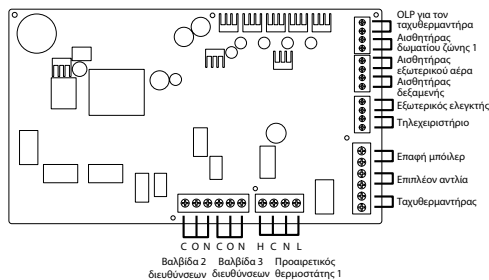 OLP για τον
ταχυθερμαντήρα
Αισθητήρας
δωματίου ζώνης 1
Αισθητήρας
εξωτερικού αέρα
Αισθητήρας
δεξαμενής
Εξωτερικός ελεγκτής
Τηλεχειριστήριο
Επαφή μπόιλερ
Επιπλέον αντλία
Ταχυθερμαντήρας
C O N C O N H C N L
Βαλβίδα 2 Βαλβίδα 3 Προαιρετικός
διευθύνσεων διευθύνσεων θερμοστάτης 1